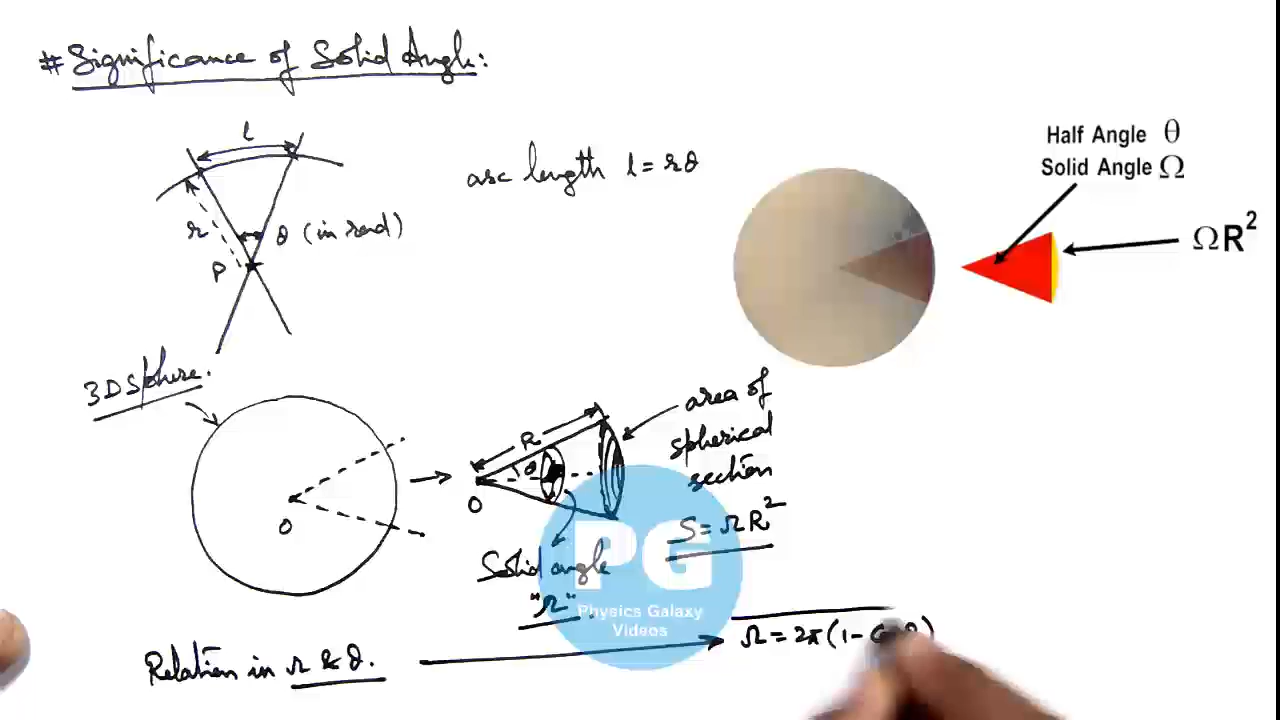 # Significance of Solid Angle:
l
arc length l = rθ
r
θ (in rad)
P
Half Angle θ
Solid Angle Ω
ΩR²
3D Sphere.
O
R
θ
O
area of
spherical
section
S = ΩR²
Solid angle
"Ω".
PG
Physics Galaxy
Videos
Relation in Ω & θ.
Ω = 2π(1-